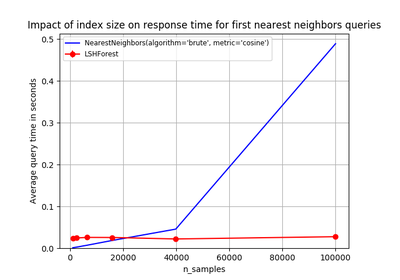 Impact of index size on response time for first nearest neighbors queries
NearestNeighbors(algorithm='brute', metric='cosine')
LSHForest
Average query time in seconds
0.5
0.4
0.3
0.2
0.1
0.0
0
20000
40000
60000
80000
100000
n_samples